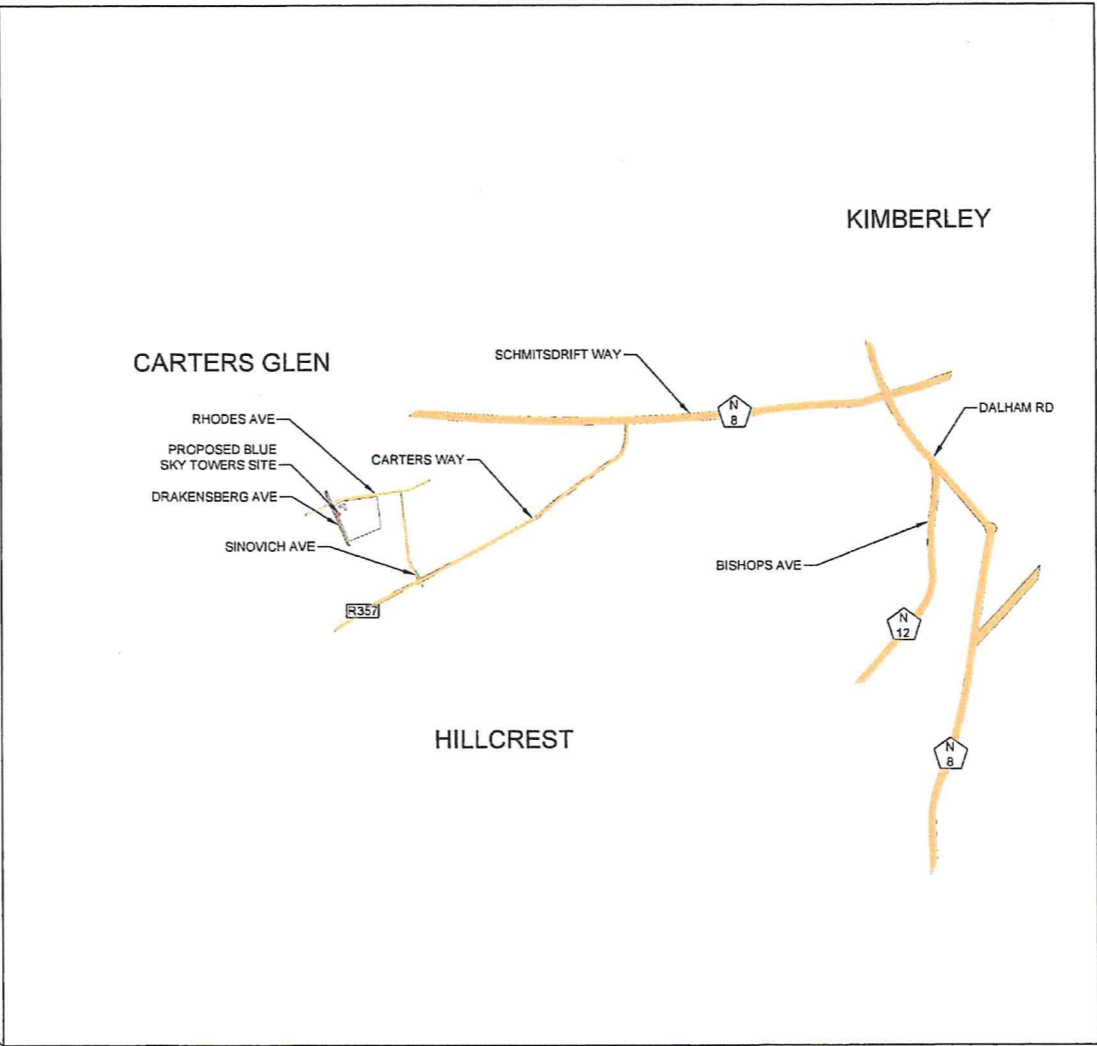 KIMBERLEY
CARTERS GLEN
SCHMITSDRIFT WAY
N
8
DALHAM RD
RHODES AVE
PROPOSED BLUE
SKY TOWERS SITE
CARTERS WAY
DRAKENSBERG AVE
SINOVICH AVE
BISHOPS AVE
R357
N
12
HILLCREST
N
8